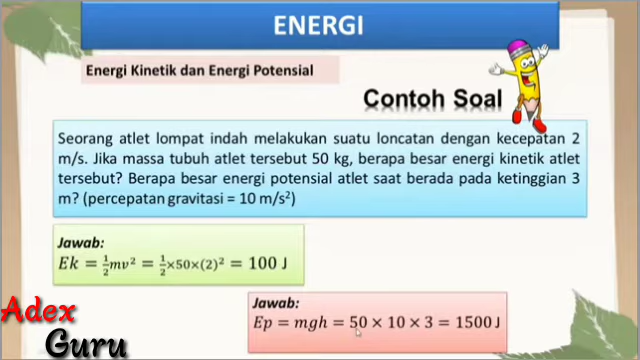 ENERGI
Energi Kinetik dan Energi Potensial
Contoh Soal
Seorang atlet lompat indah melakukan suatu loncatan dengan kecepatan 2
m/s. Jika massa tubuh atlet tersebut 50 kg, berapa besar energi kinetik atlet
tersebut? Berapa besar energi potensial atlet saat berada pada ketinggian 3
m? (percepatan gravitasi = 10 m/s²)
Jawab:
Ek = ½mv² = ½×50×(2)² = 100 J
Jawab:
Ep = mgh = 50 × 10 × 3 = 1500 J
Adex
Guru